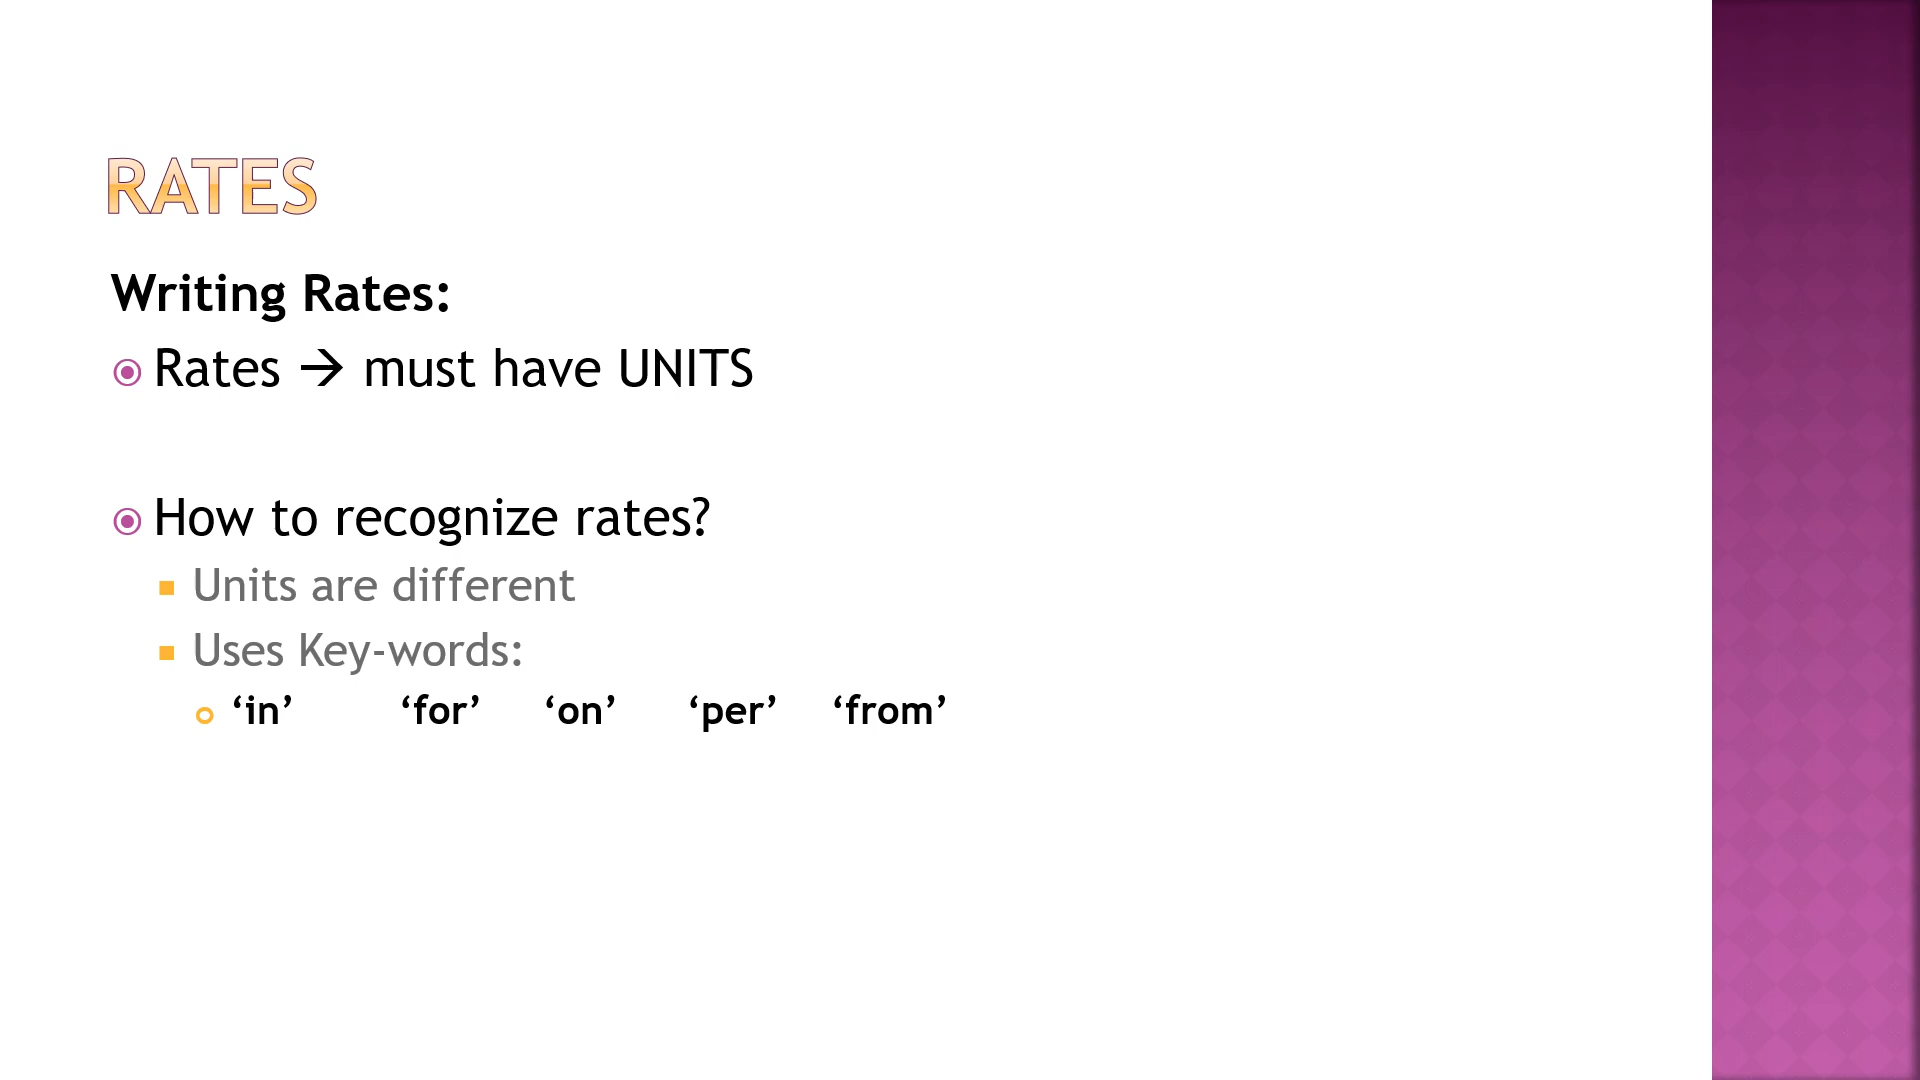 RATES
Writing Rates:
Rates → must have UNITS
How to recognize rates?
Units are different
Uses Key-words:
‘in’ ‘for’ ‘on’ ‘per’ ‘from’